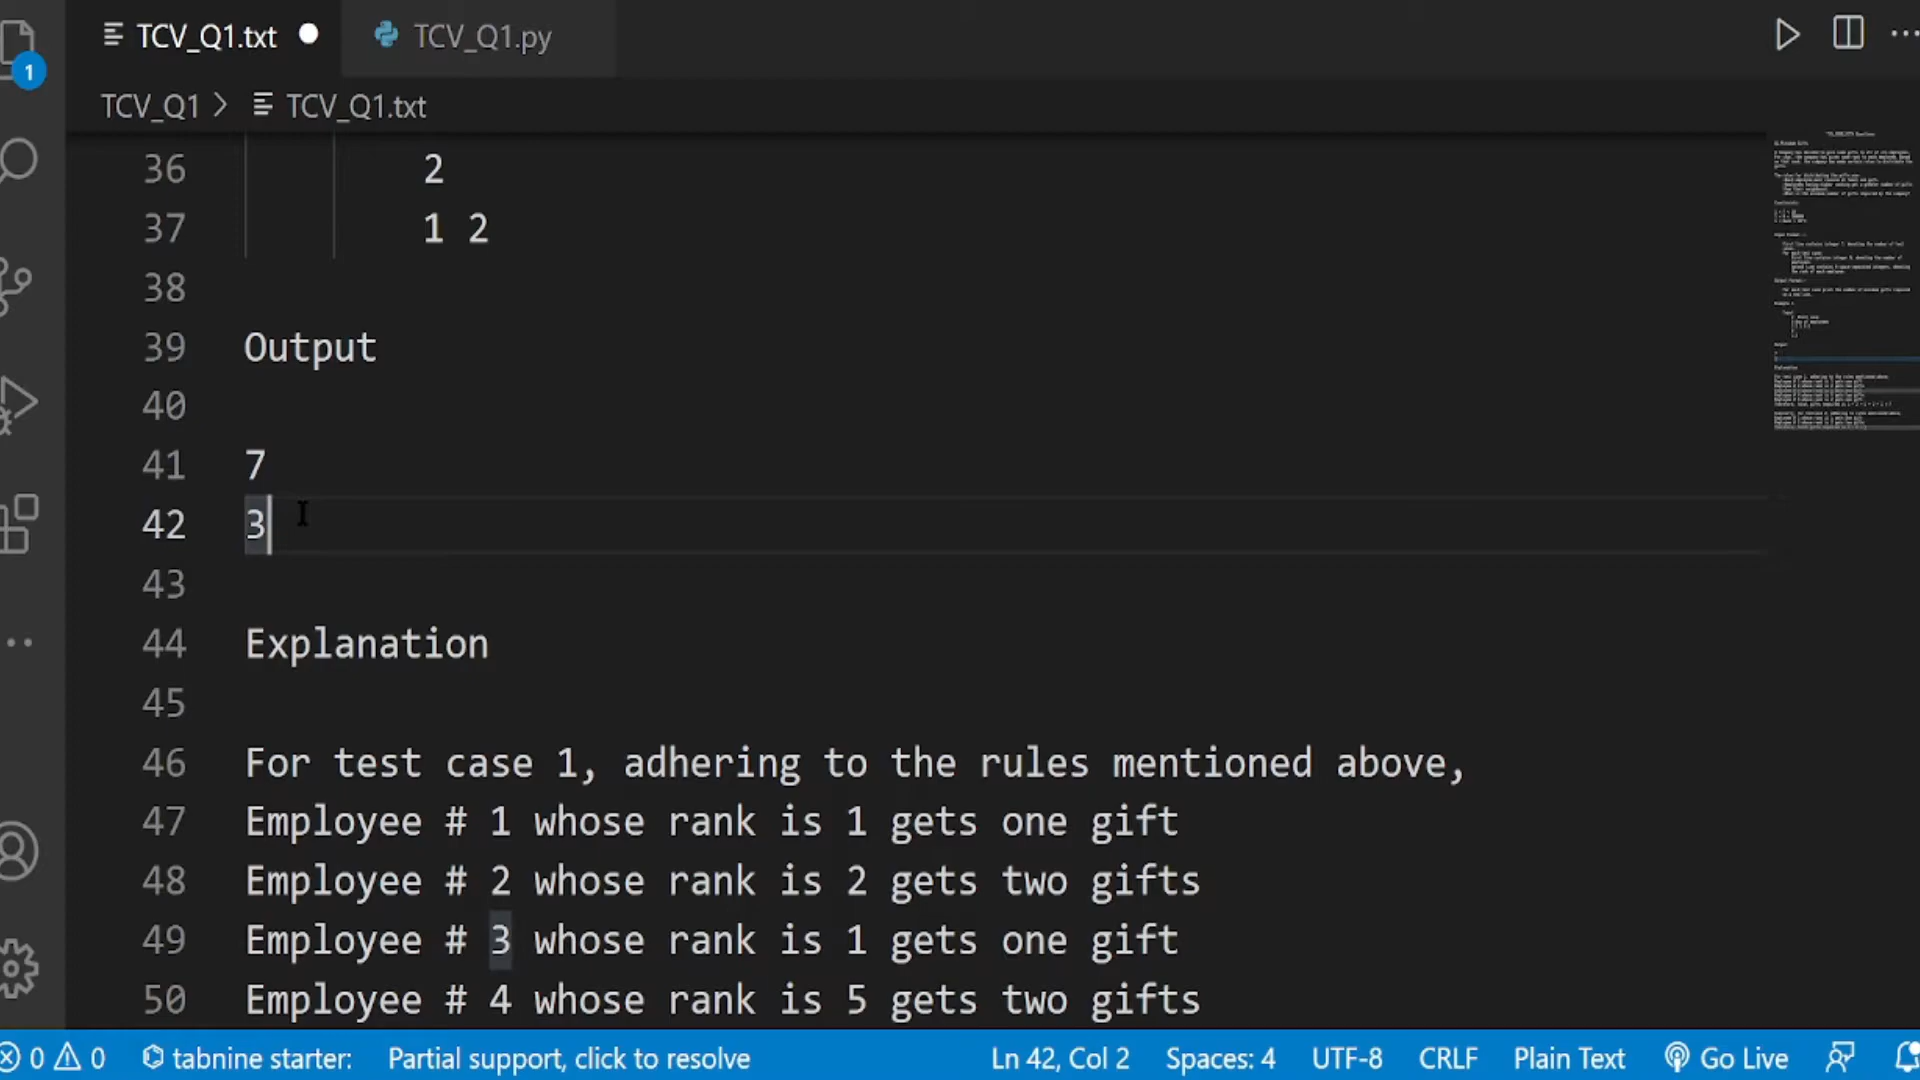 TCV_Q1.txt
TCV_Q1.py
1
TCV_Q1 > TCV_Q1.txt
36 2
37 1 2
38
39 Output
40
41 7
42 3
43
44 Explanation
45
46 For test case 1, adhering to the rules mentioned above,
47 Employee # 1 whose rank is 1 gets one gift
48 Employee # 2 whose rank is 2 gets two gifts
49 Employee # 3 whose rank is 1 gets one gift
50 Employee # 4 whose rank is 5 gets two gifts
0 0 tabnine starter: Partial support, click to resolve Ln 42, Col 2 Spaces: 4 UTF-8 CRLF Plain Text Go Live